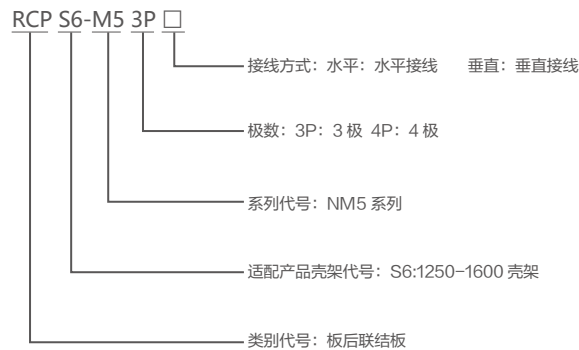 RCP S6-M5 3P □
接线方式：水平：水平接线 垂直：垂直接线
极数：3P：3 极 4P：4 极
系列代号：NM5 系列
适配产品壳架代号：S6:1250-1600 壳架
类别代号：板后联结板